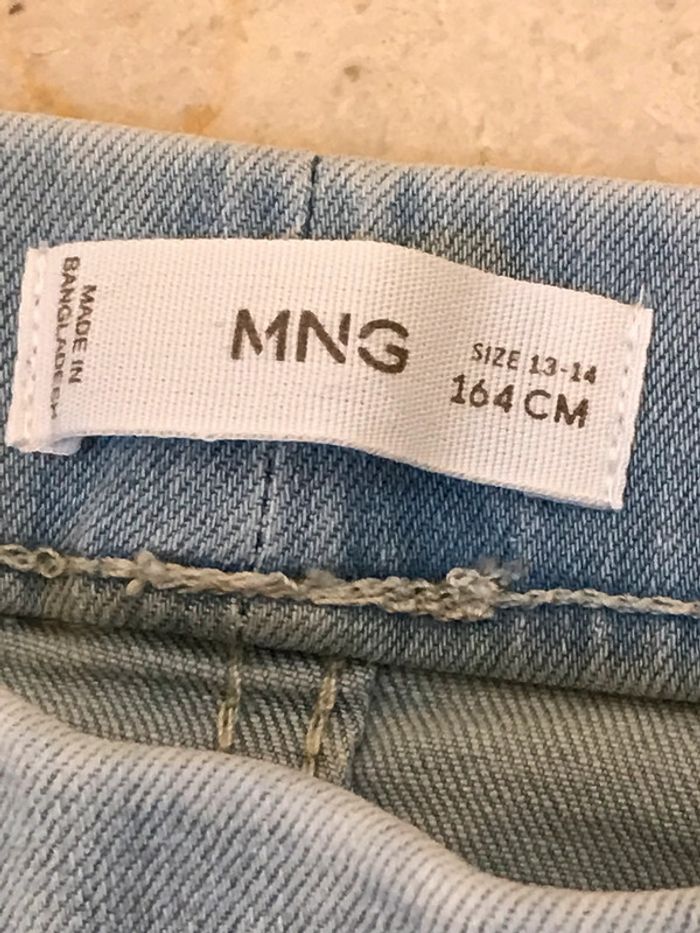 MADE IN
BANGLADESH
MNG
SIZE 13-14
164 CM